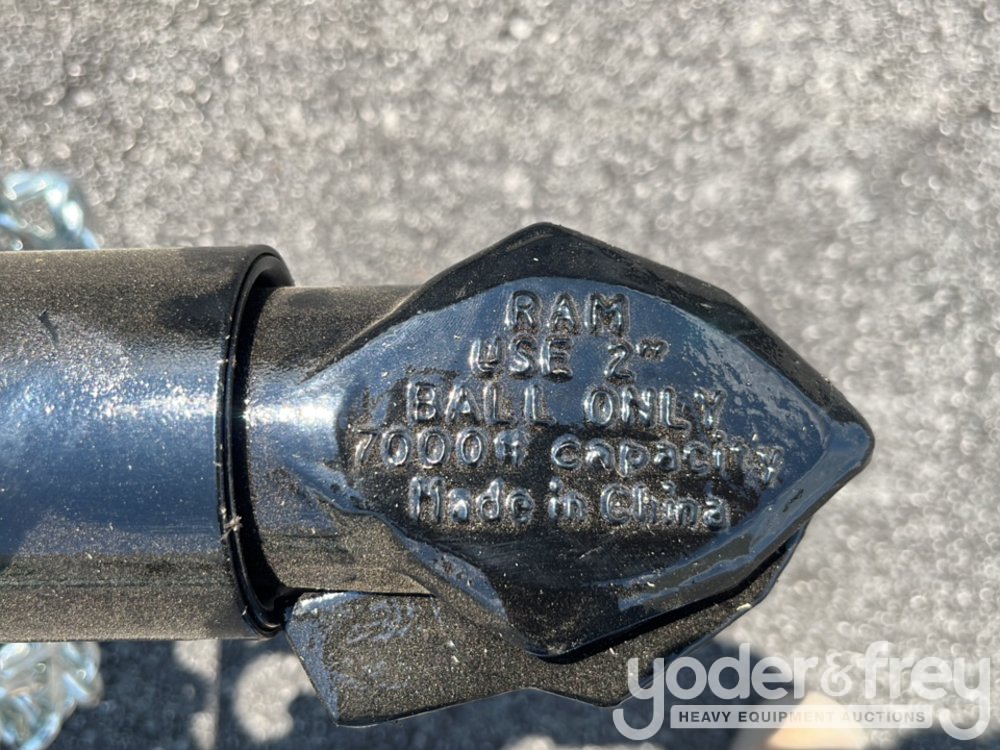 RAM
USE 2"
BALL ONLY
7000# capacity
Made in China
yoder&frey
HEAVY EQUIPMENT AUCTIONS